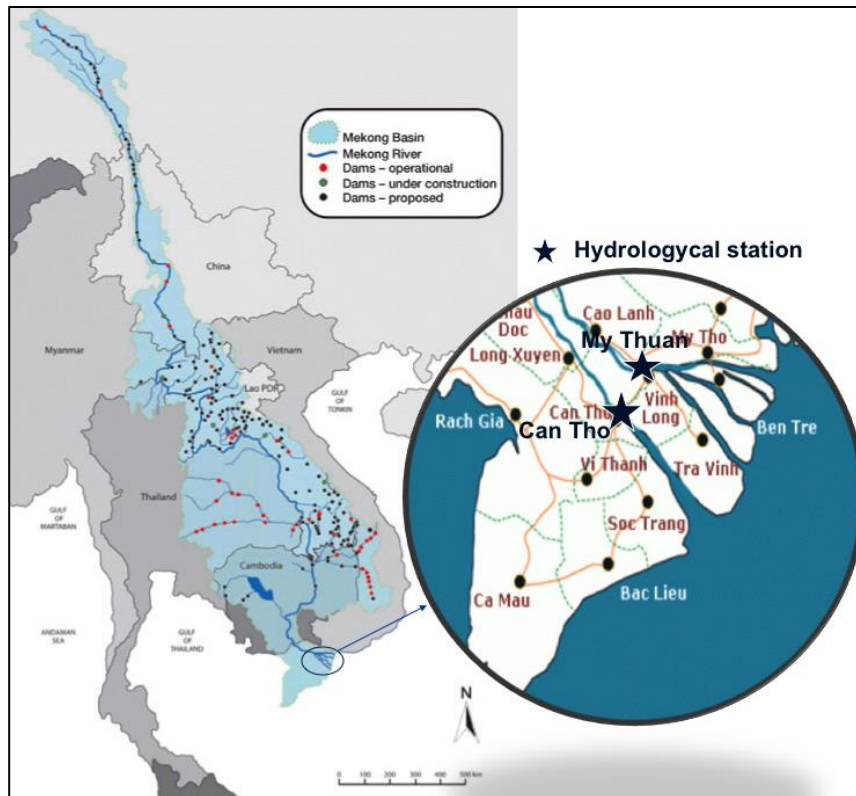 Mekong Basin
Mekong River
Dams – operational
Dams – under construction
Dams – proposed
China
Myanmar
Vietnam
Lao PDR
GULF
OF
TONKIN
Thailand
GULF
OF
MARTABAN
Cambodia
ANDAMAN
SEA
GULF
OF
THAILAND
N
0 100 200 300 400 500 km
Hydrologycal station
Doc
Cao Lanh
My Tho
Long Xuyen
My Thuan
Can Tho
Vinh
Long
Rach Gia
Can Tho
Ben Tre
Vi Thanh
Tra Vinh
Soc Trang
Ca Mau
Bac Lieu